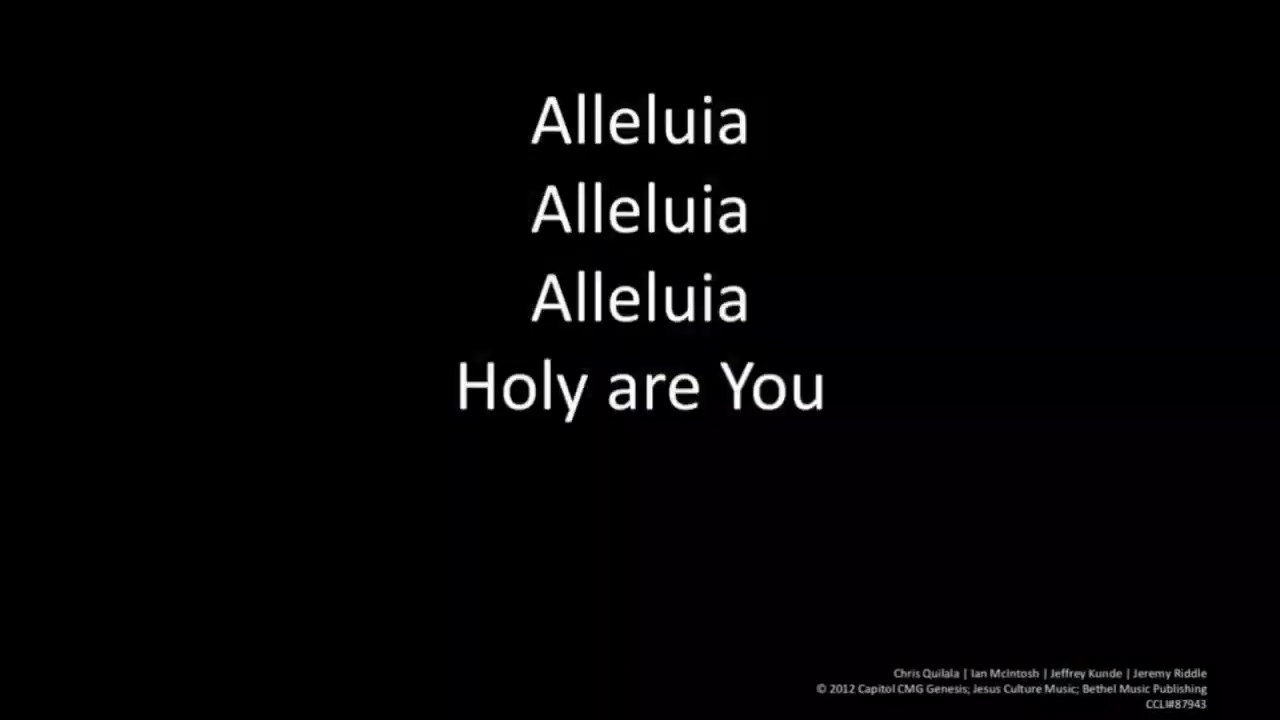 Alleluia
Alleluia
Alleluia
Holy are You
Chris Quilala | Ian McIntosh | Jeffrey Kunde | Jeremy Riddle
© 2012 Capitol CMG Genesis; Jesus Culture Music; Bethel Music Publishing
CCLI#87943